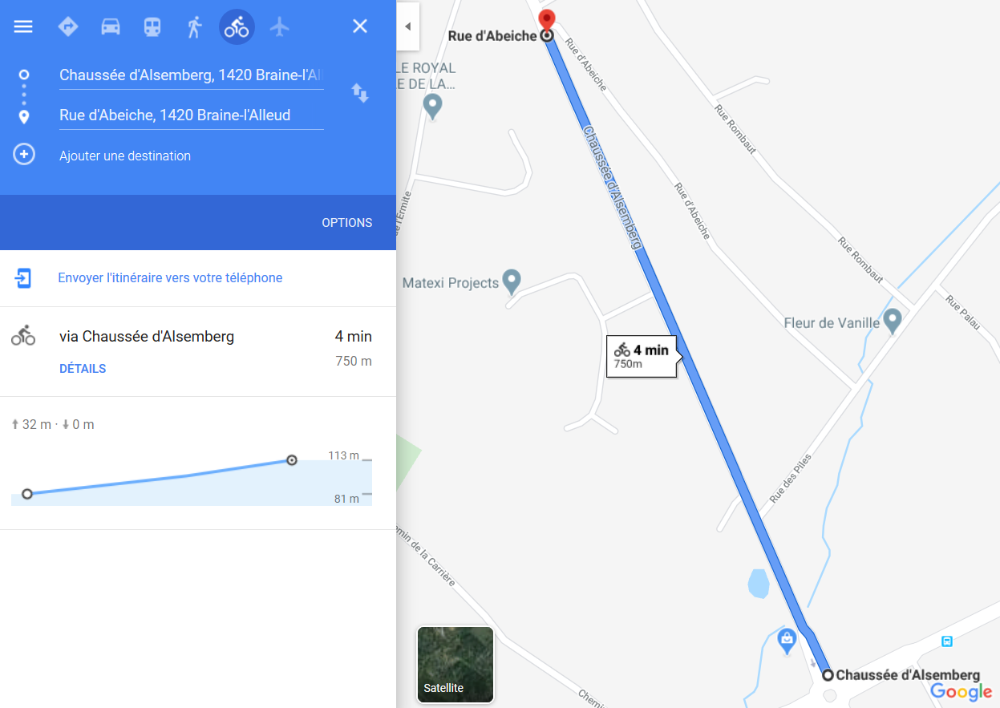 Chaussée d'Alsemberg, 1420 Braine-l'Al
Rue d'Abeiche, 1420 Braine-l'Alleud
Ajouter une destination
OPTIONS
Envoyer l'itinéraire vers votre téléphone
via Chaussée d'Alsemberg
4 min
750 m
DÉTAILS
32 m · 0 m
113 m
81 m
Rue d'Abeiche
LE ROYAL
E DE LA...
Rue d'Abeiche
Rue Rombaut
Chaussée d'Alsemberg
Rue d'Abeiche
de l'Ermite
Rue Rombaut
Matexi Projects
Rue Palau
Fleur de Vanille
4 min
750m
Rue des Piles
emin de la Carrière
Satellite
Chemi
Chaussée d'Alsemberg
Google